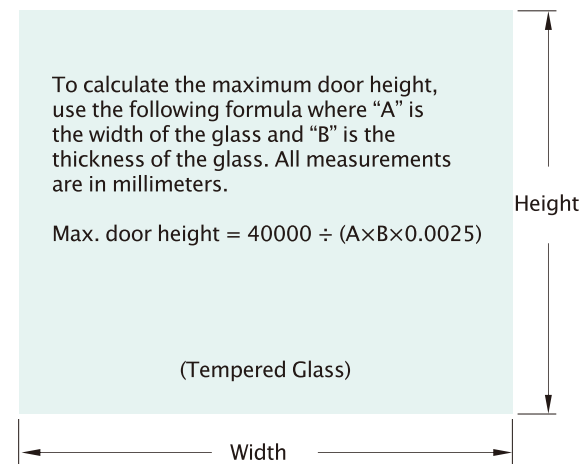 To calculate the maximum door height,
use the following formula where “A” is
the width of the glass and “B” is the
thickness of the glass. All measurements
are in millimeters.
Height
Max. door height = 40000 ÷ (A×B×0.0025)
(Tempered Glass)
Width